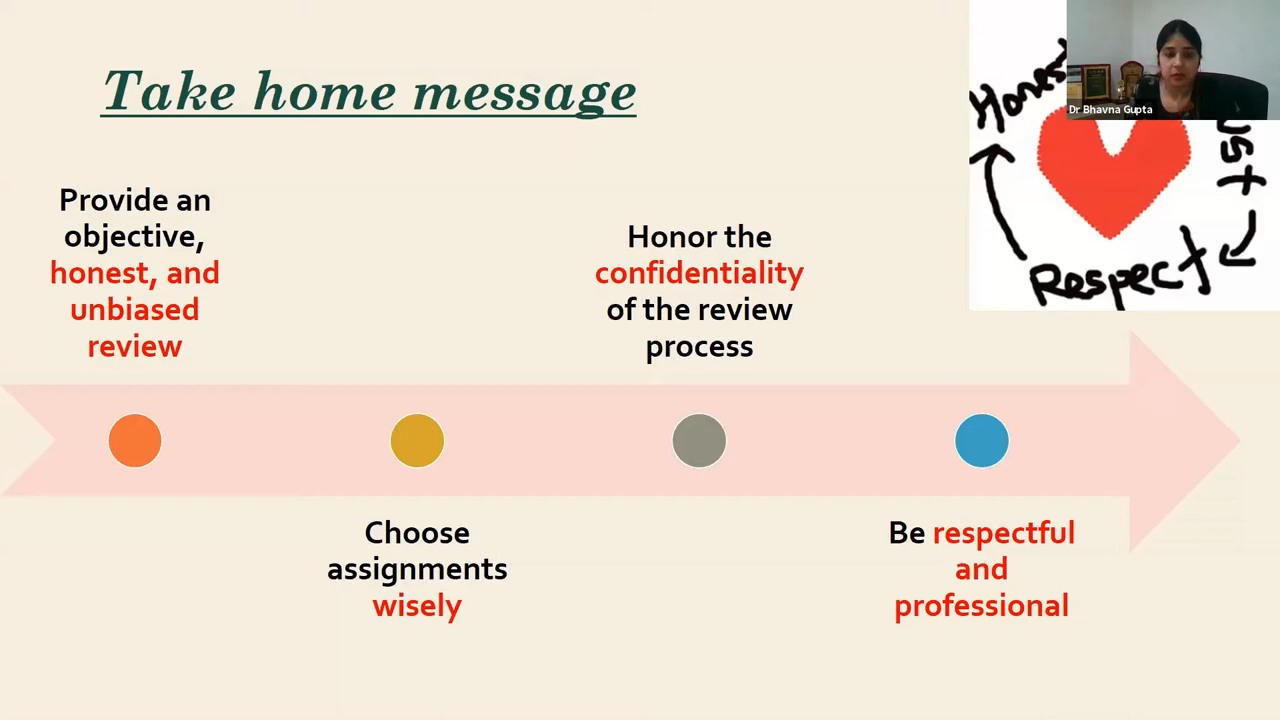 Take home message
Dr Bhavna Gupta
Provide an
objective,
honest, and
unbiased
review
Honor the
confidentiality
of the review
process
Respect
Choose
assignments
wisely
Be respectful
and
professional